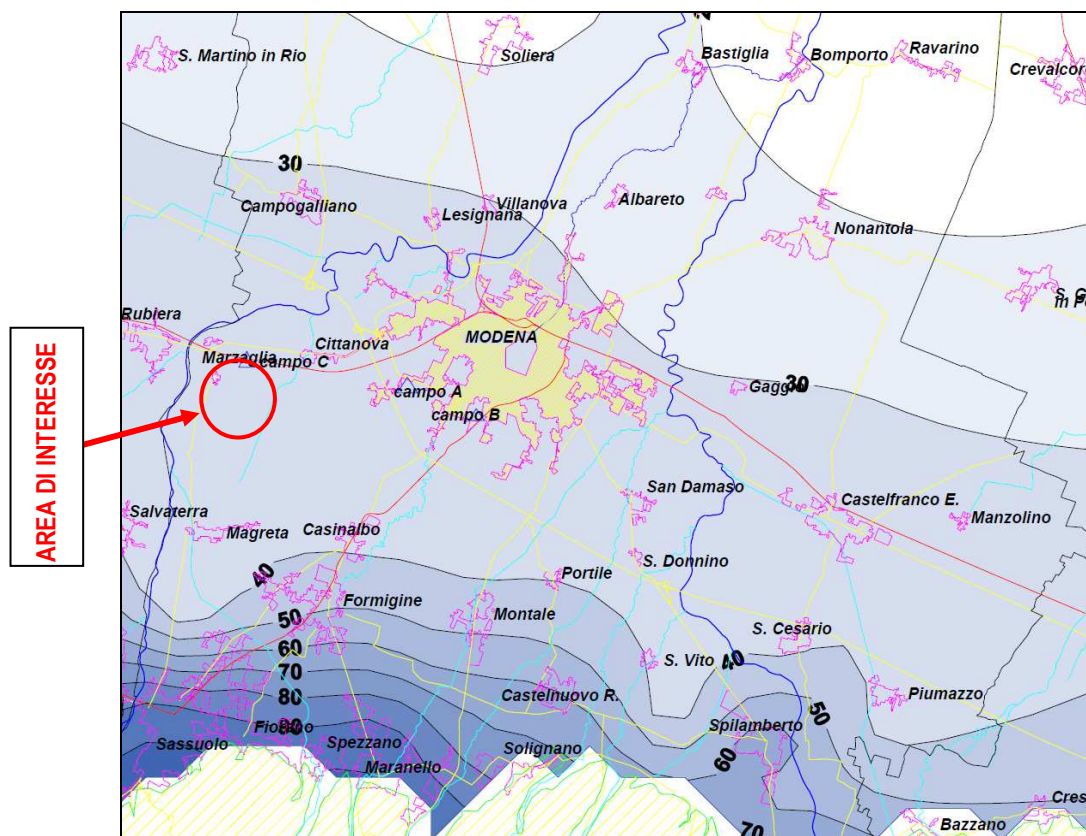 AREA DI INTERESSE
S. Martino in Rio
Soliera
Bastiglia
Bomporto
Ravarino
Crevalcore
30
Campogalliano
Lesignana
Villanova
Albareto
Nonantola
Rubiera
Marzaglia
campo C
Cittanova
MODENA
campo A
campo B
Gaggio
30
San Damaso
Castelfranco E.
Manzolino
Salvaterra
Magreta
Casinalbo
S. Donnino
40
Portile
Formigine
Montale
50
S. Cesario
60
S. Vito
40
70
Castelnuovo R.
Piumazzo
80
50
Spilamberto
Sassuolo
Spezzano
Solignano
60
Maranello
Bazzano
70